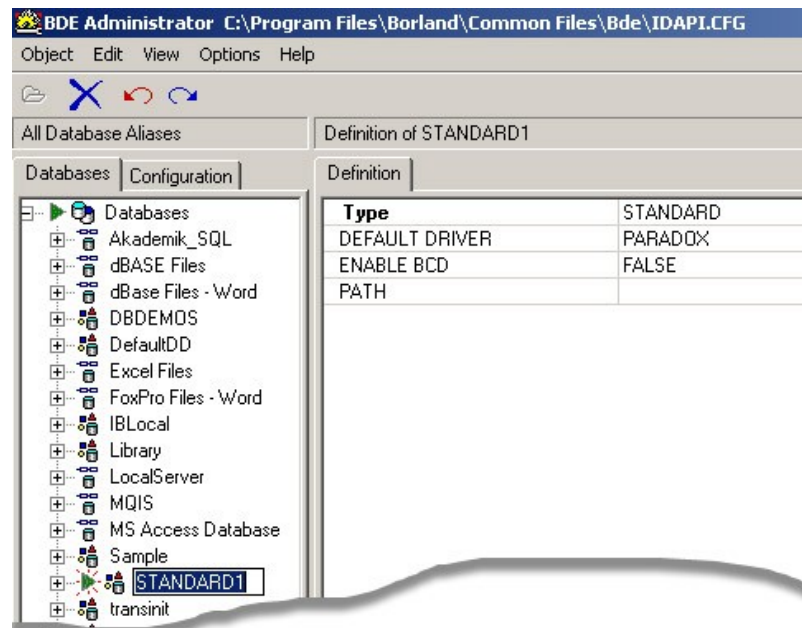 BDE Administrator C:\Program Files\Borland\Common Files\Bde\IDAPI.CFG
Object Edit View Options Help
All Database Aliases
Definition of STANDARD1
Databases Configuration
Definition
Databases
Akademik_SQL
dBASE Files
dBase Files - Word
DBDEMOS
DefaultDD
Excel Files
FoxPro Files - Word
IBLocal
Library
LocalServer
MQIS
MS Access Database
Sample
STANDARD1
transinit
Type STANDARD
DEFAULT DRIVER PARADOX
ENABLE BCD FALSE
PATH